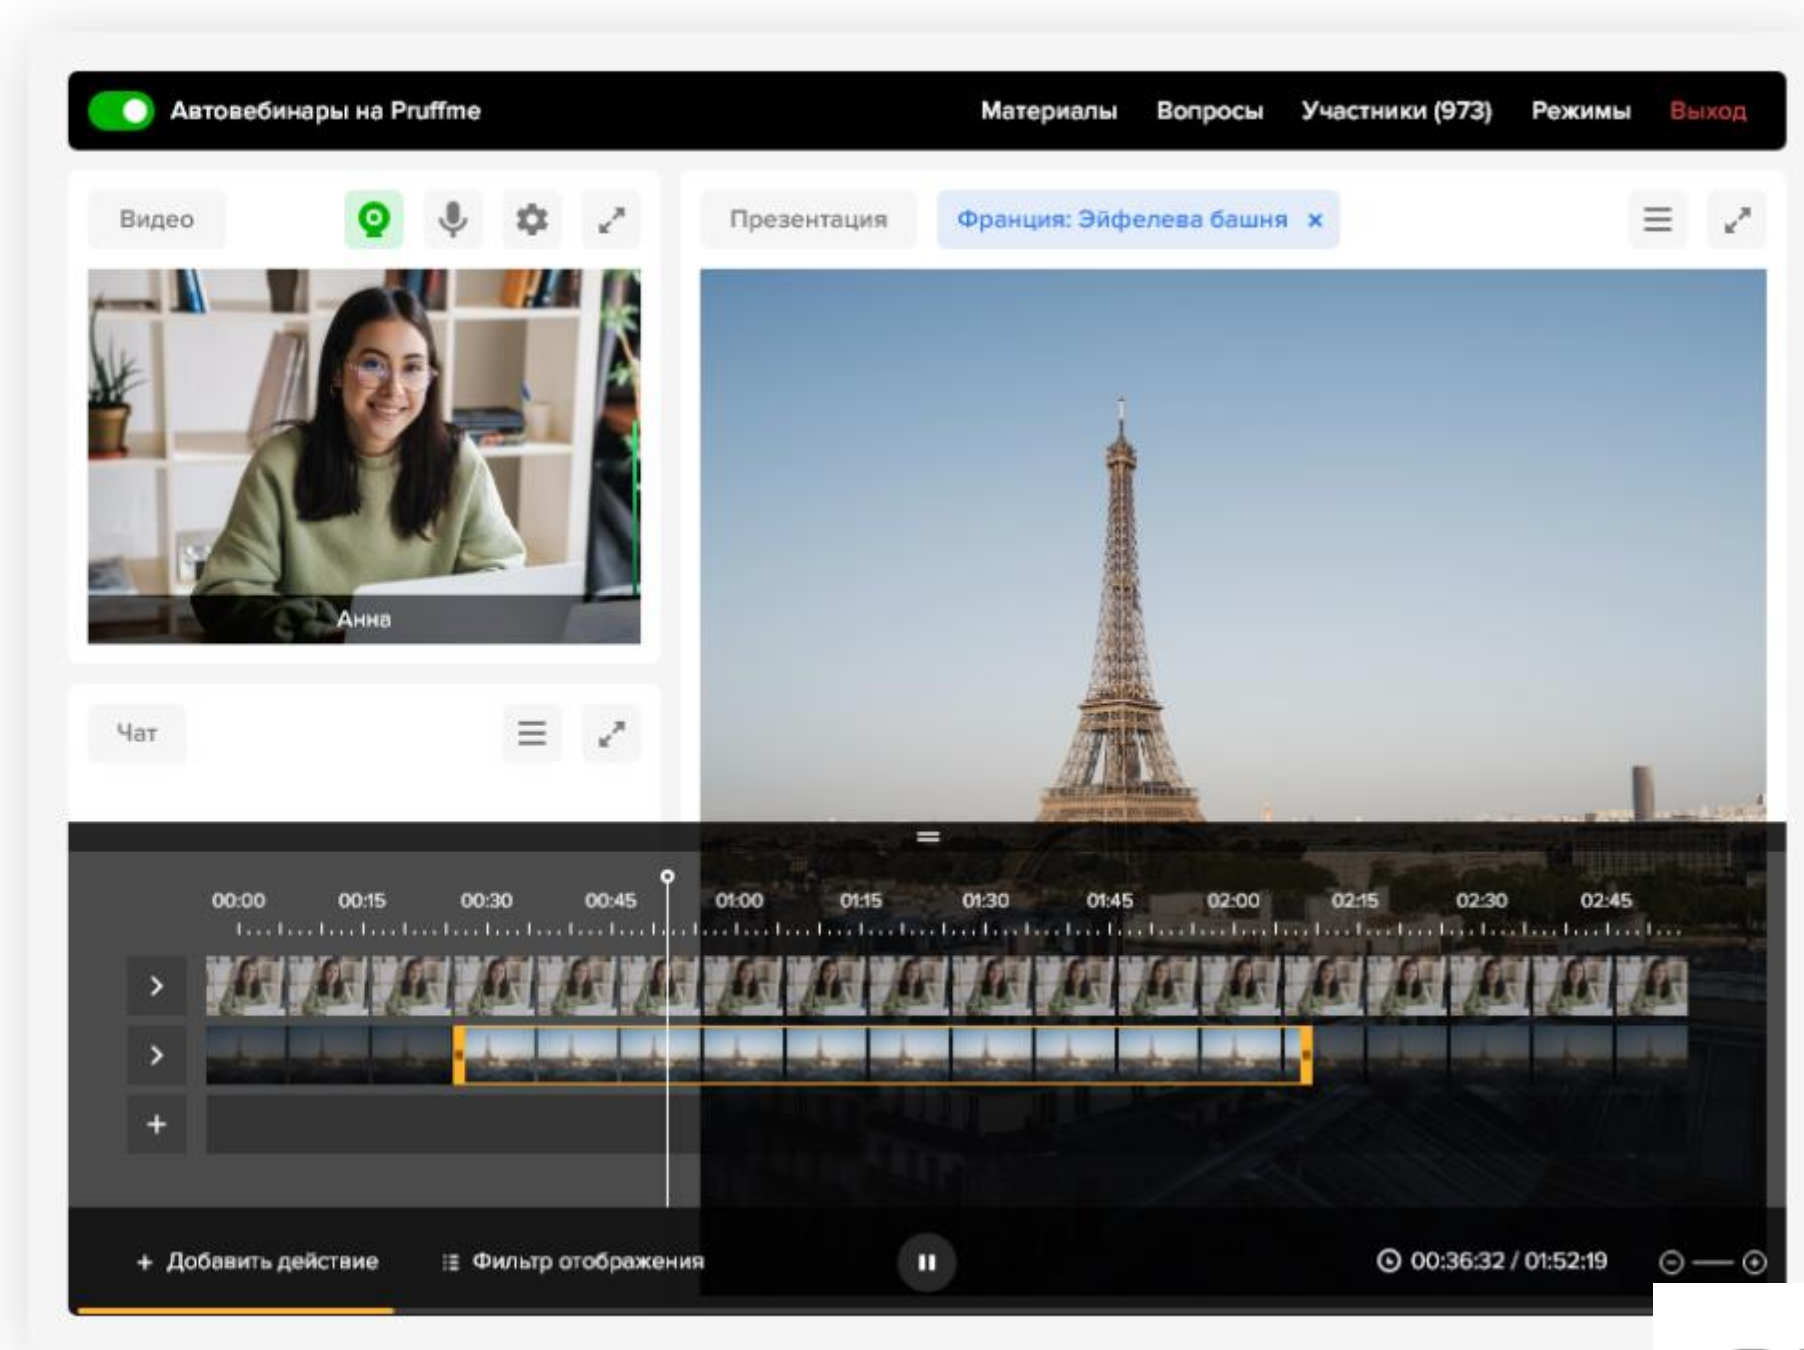 Автовебинары на Pruffme
Материалы Вопросы Участники (973) Режимы Выход
Видео
Презентация Франция: Эйфелева башня ×
Анна
Чат
00:00 00:15 00:30 00:45 01:00 01:15 01:30 01:45 02:00 02:15 02:30 02:45
+ Добавить действие Фильтр отображения 00:36:32 / 01:52:19